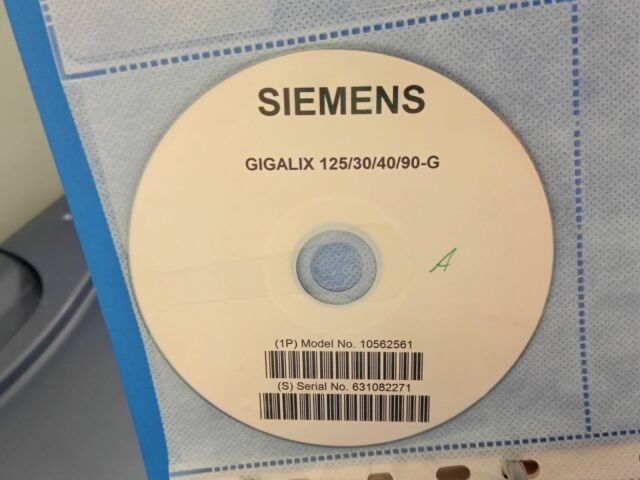 SIEMENS
GIGALIX 125/30/40/90-G
A
(1P) Model No. 10562561
(S) Serial No. 631082271